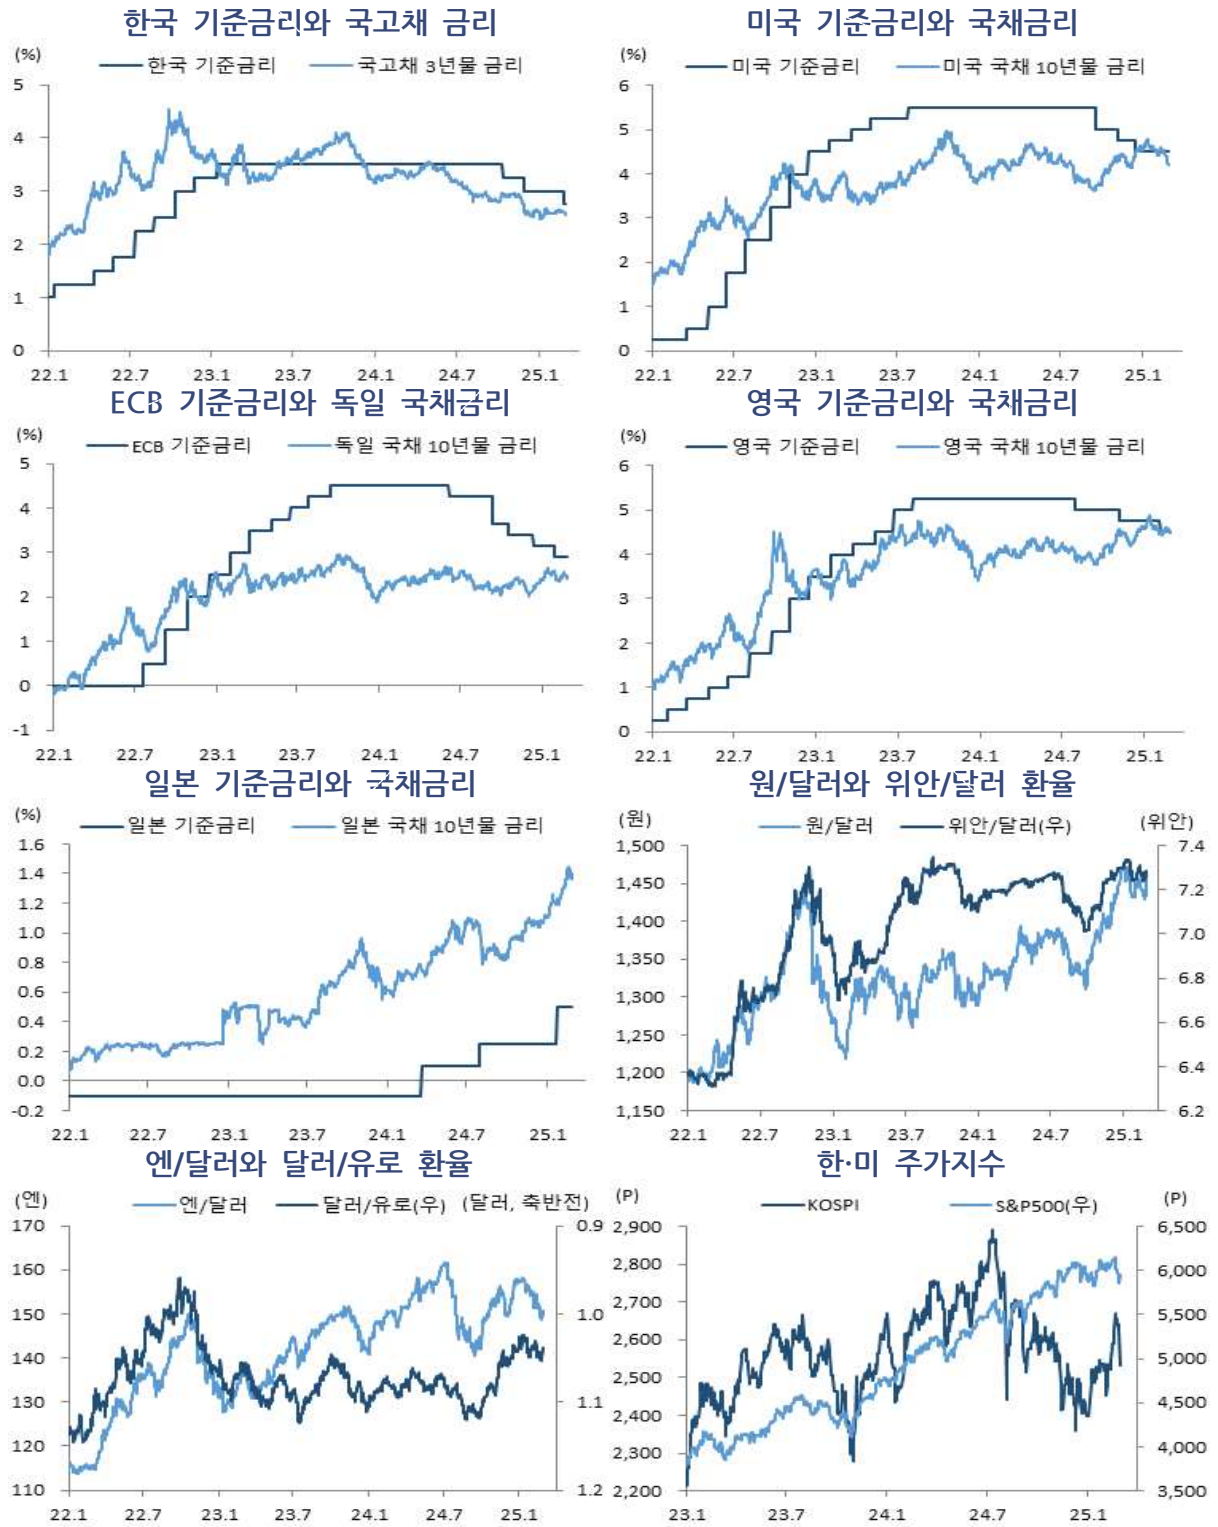 한국 기준금리와 국고채 금리
(%)
한국 기준금리 국고채 3년물 금리
5
4
3
2
1
0
22.1 22.7 23.1 23.7 24.1 24.7 25.1
미국 기준금리와 국채금리
(%)
미국 기준금리 미국 국채 10년물 금리
6
5
4
3
2
1
0
22.1 22.7 23.1 23.7 24.1 24.7 25.1
ECB 기준금리와 독일 국채금리
(%)
ECB 기준금리 독일 국채 10년물 금리
5
4
3
2
1
0
-1
22.1 22.7 23.1 23.7 24.1 24.7 25.1
영국 기준금리와 국채금리
(%)
영국 기준금리 영국 국채 10년물 금리
6
5
4
3
2
1
0
22.1 22.7 23.1 23.7 24.1 24.7 25.1
일본 기준금리와 국채금리
(%)
일본 기준금리 일본 국채 10년물 금리
1.6
1.4
1.2
1.0
0.8
0.6
0.4
0.2
0.0
-0.2
22.1 22.7 23.1 23.7 24.1 24.7 25.1
원/달러와 위안/달러 환율
(원) 원/달러 위안/달러(우) (위안)
1,500 7.4
1,450 7.2
1,400 7.0
1,350
1,300 6.8
1,250 6.6
1,200 6.4
1,150 6.2
22.1 22.7 23.1 23.7 24.1 24.7 25.1
엔/달러와 달러/유로 환율
(엔) 엔/달러 달러/유로(우) (달러, 축반전)
170 0.9
160
150 1.0
140
130 1.1
120
110 1.2
22.1 22.7 23.1 23.7 24.1 24.7 25.1
한·미 주가지수
(P) KOSPI S&P500(우) (P)
2,900 6,500
2,800 6,000
2,700 5,500
2,600 5,000
2,500 4,500
2,400 4,000
2,300
2,200 3,500
23.1 23.7 24.1 24.7 25.1